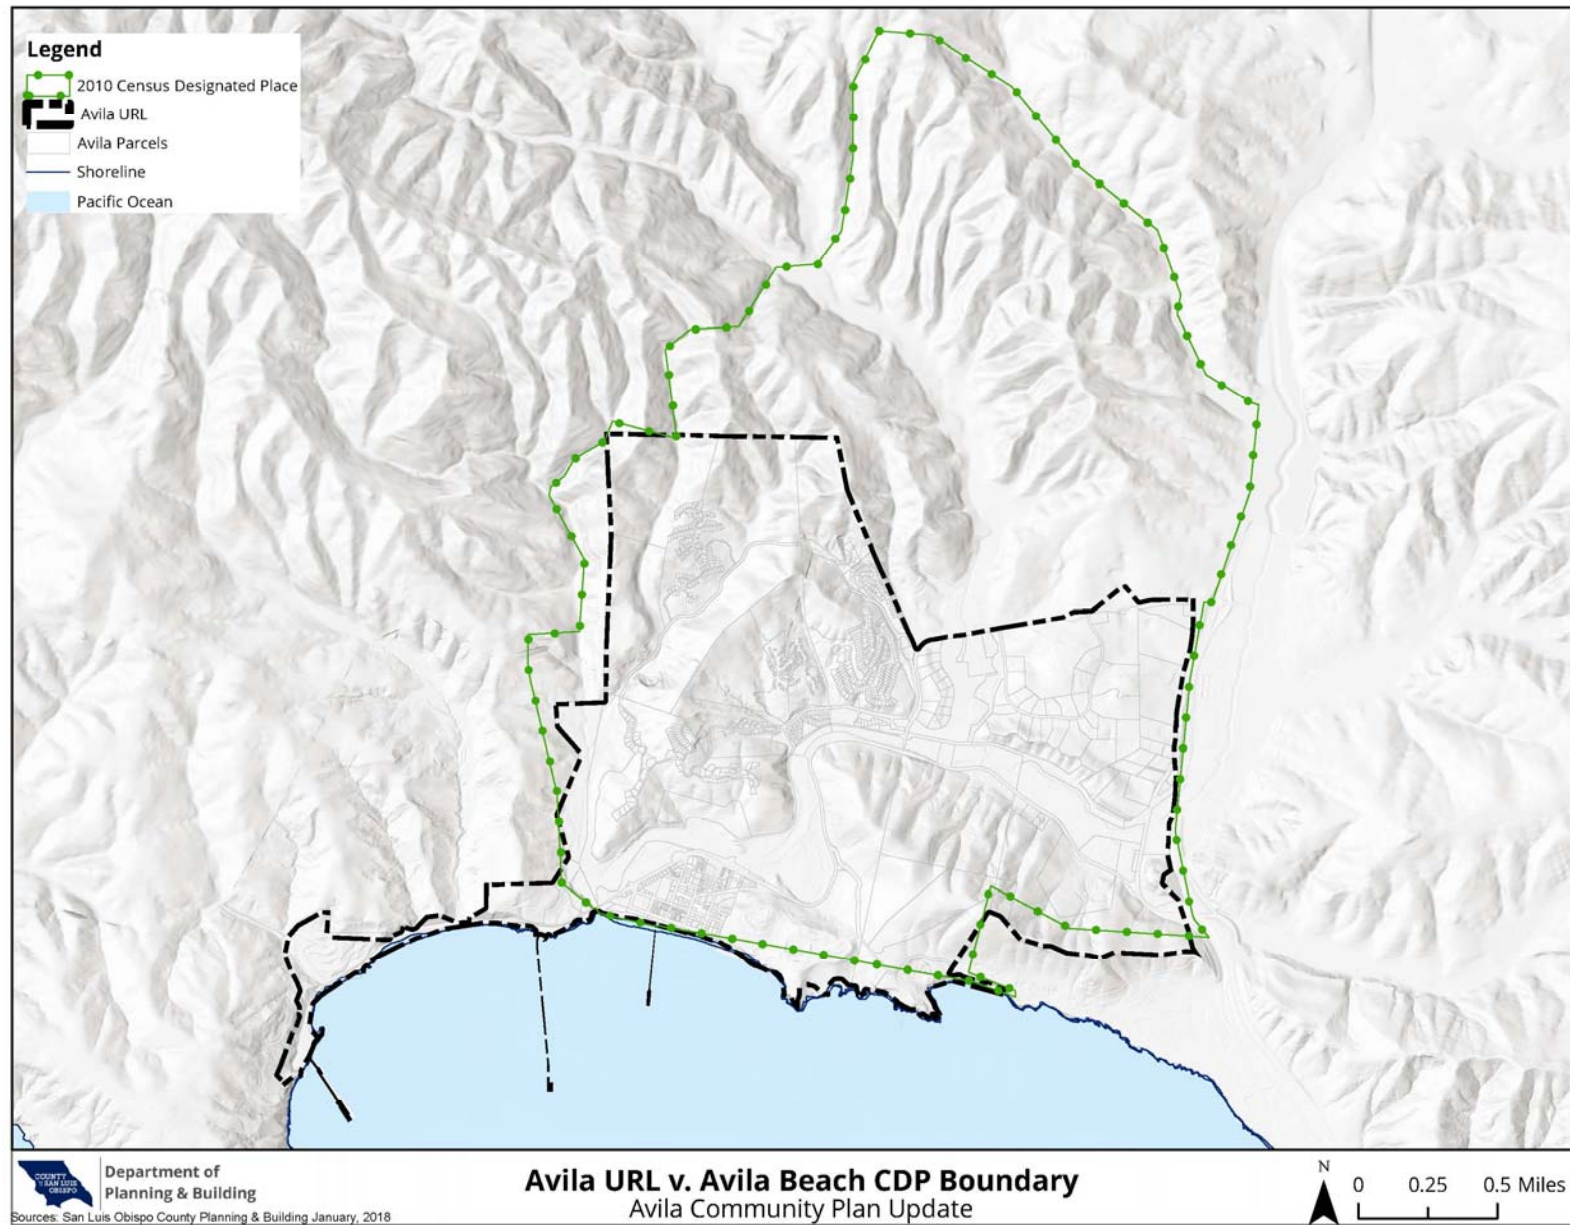 Legend
2010 Census Designated Place
Avila URL
Avila Parcels
Shoreline
Pacific Ocean
COUNTY
OF SAN LUIS
OBISPO
Department of
Planning & Building
Sources: San Luis Obispo County Planning & Building January, 2018
Avila URL v. Avila Beach CDP Boundary
Avila Community Plan Update
N
0 0.25 0.5 Miles